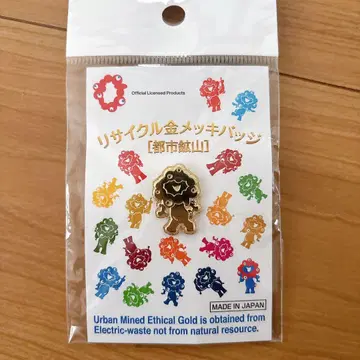 Official Licensed Products
リサイクル金メッキバッジ
[都市鉱山]
MADE IN JAPAN
Urban Mined Ethical Gold is obtained from
Electric-waste not from natural resource.